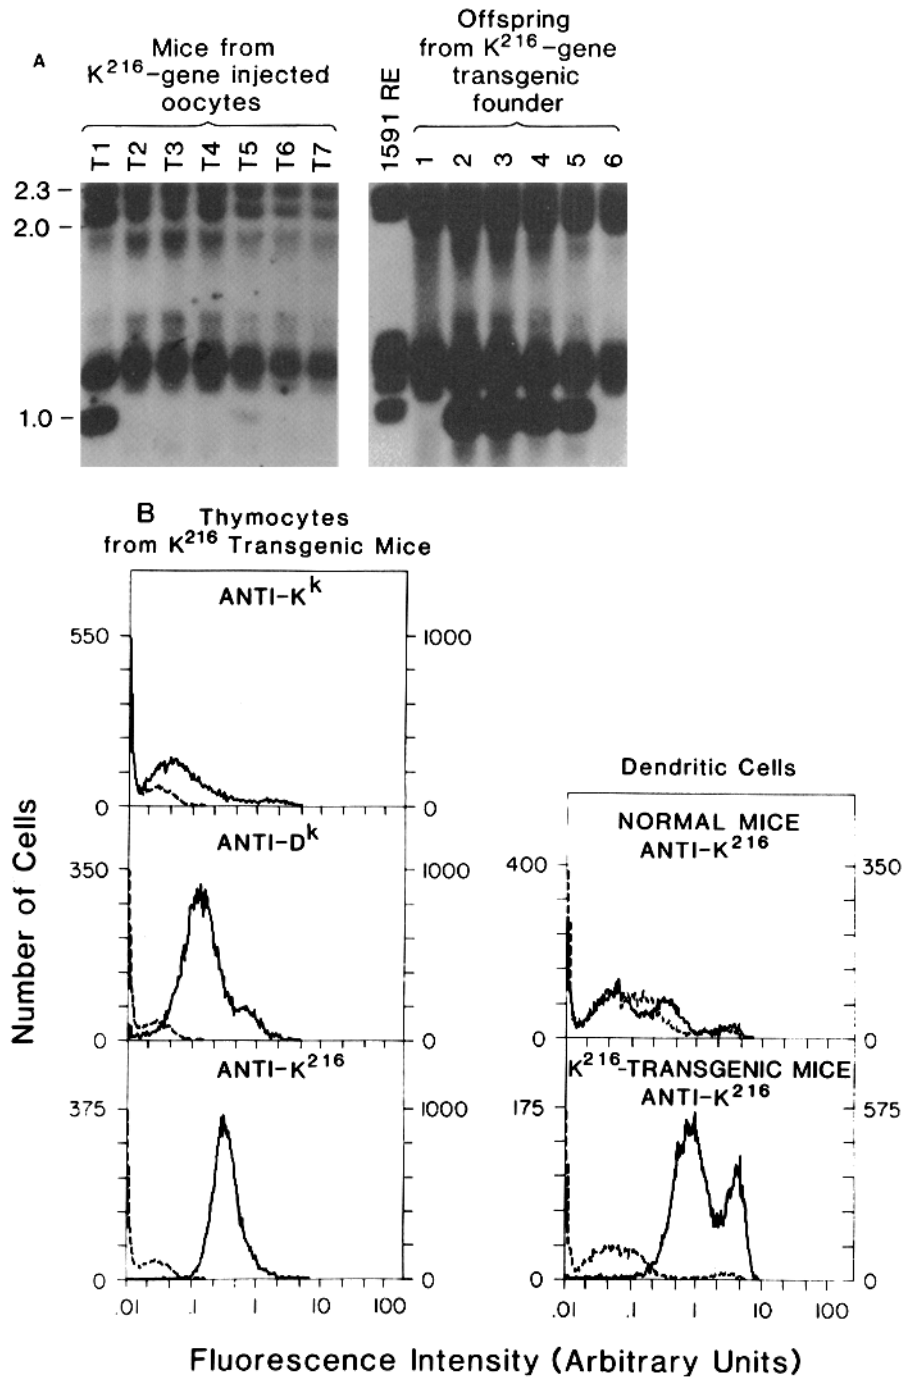 A
Mice from
K216-gene injected
oocytes
T1 T2 T3 T4 T5 T6 T7
Offspring
from K216-gene
transgenic
founder
1591 RE
1 2 3 4 5 6
2.3
2.0
1.0
B
Thymocytes
from K216 Transgenic Mice
ANTI-Kk
550
1000
0
0
ANTI-Dk
350
1000
0
0
ANTI-K216
375
1000
0
0
.01 .1 1 10 100
Number of Cells
Dendritic Cells
NORMAL MICE
ANTI-K216
400
350
0
0
K216-TRANSGENIC MICE
ANTI-K216
175
575
0
0
.01 .1 1 10 100
Fluorescence Intensity (Arbitrary Units)